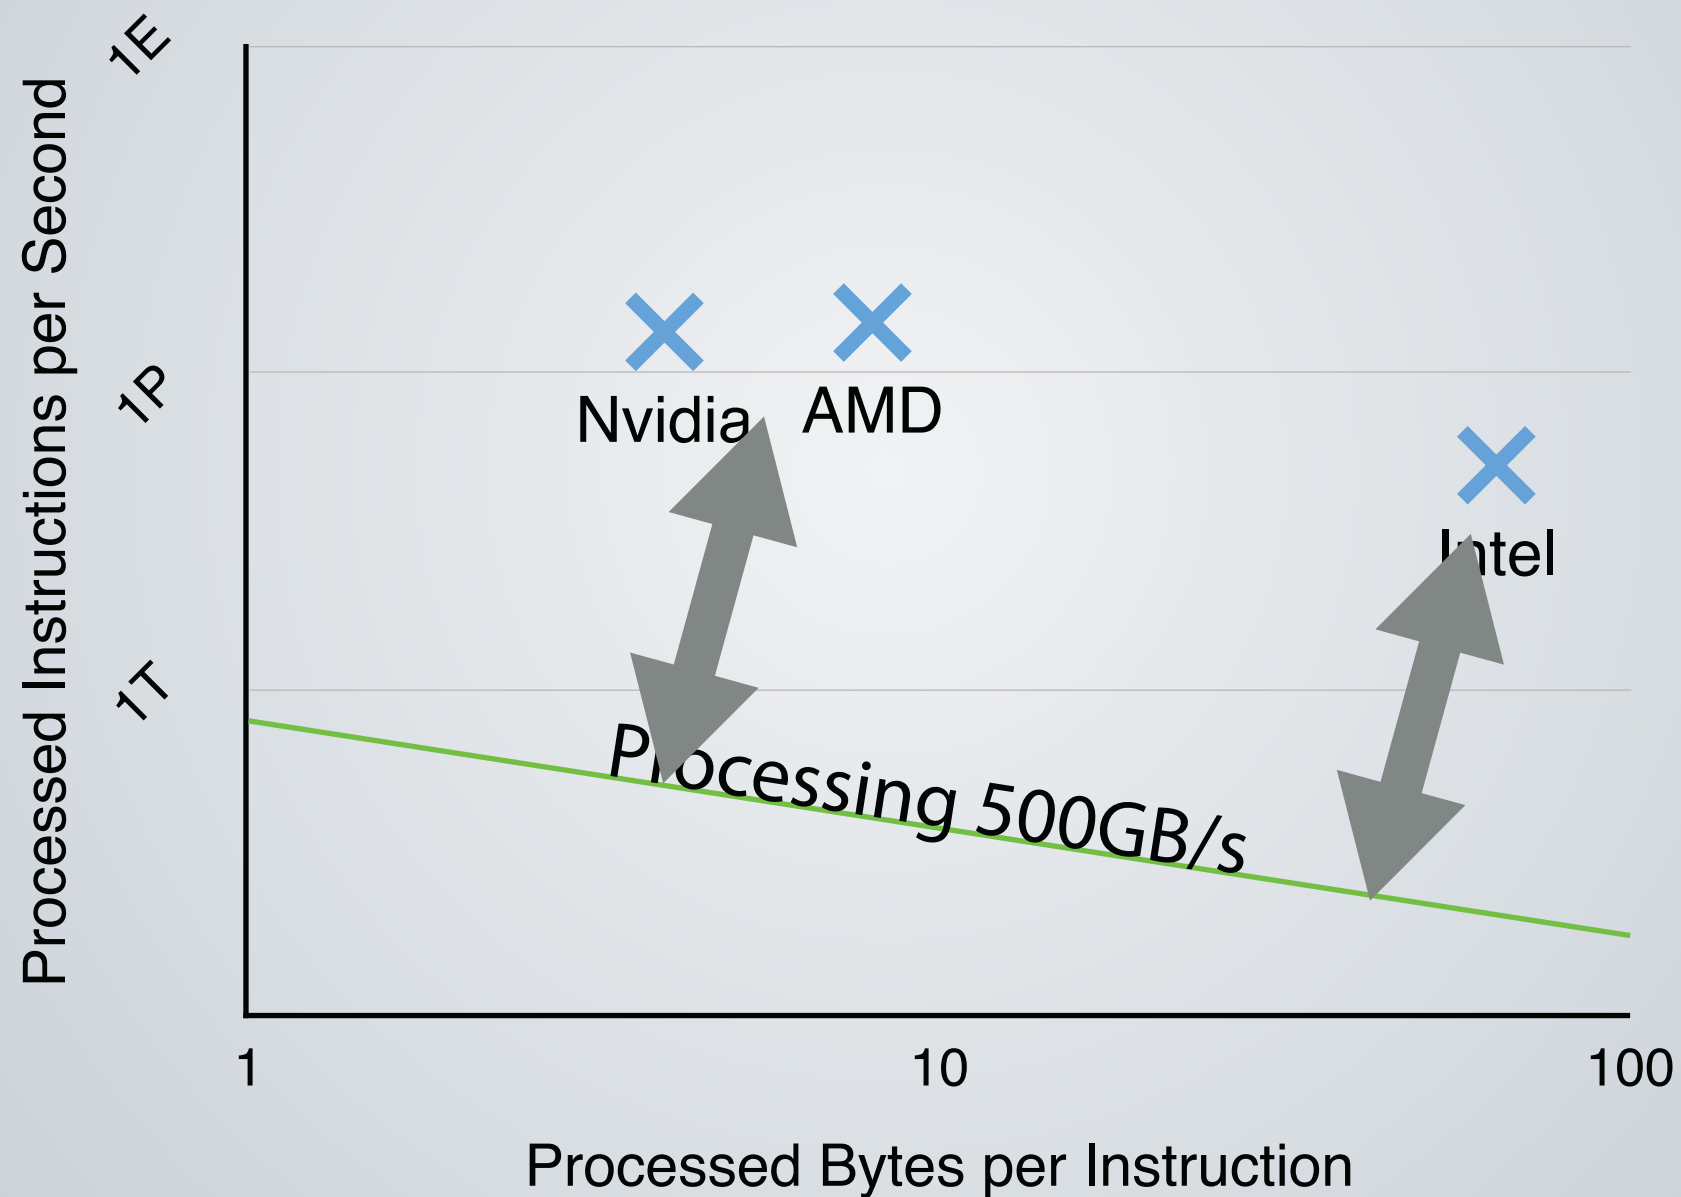 Processed Instructions per Second
1E
1P
1T
Nvidia
AMD
Intel
Processing 500GB/s
1
10
100
Processed Bytes per Instruction